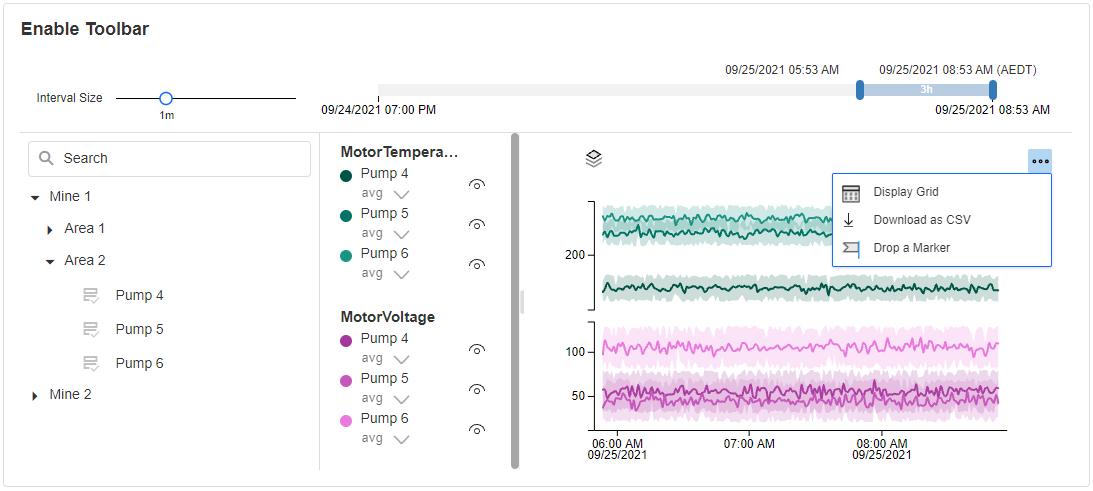 Enable Toolbar
Interval Size
1m
09/25/2021 05:53 AM
09/25/2021 08:53 AM (AEDT)
3h
09/24/2021 07:00 PM
09/25/2021 08:53 AM
Search
Mine 1
Area 1
Area 2
Pump 4
Pump 5
Pump 6
Mine 2
MotorTempera...
Pump 4
avg
Pump 5
avg
Pump 6
avg
MotorVoltage
Pump 4
avg
Pump 5
avg
Pump 6
avg
Display Grid
Download as CSV
Drop a Marker
200
100
50
06:00 AM
09/25/2021
07:00 AM
08:00 AM
09/25/2021